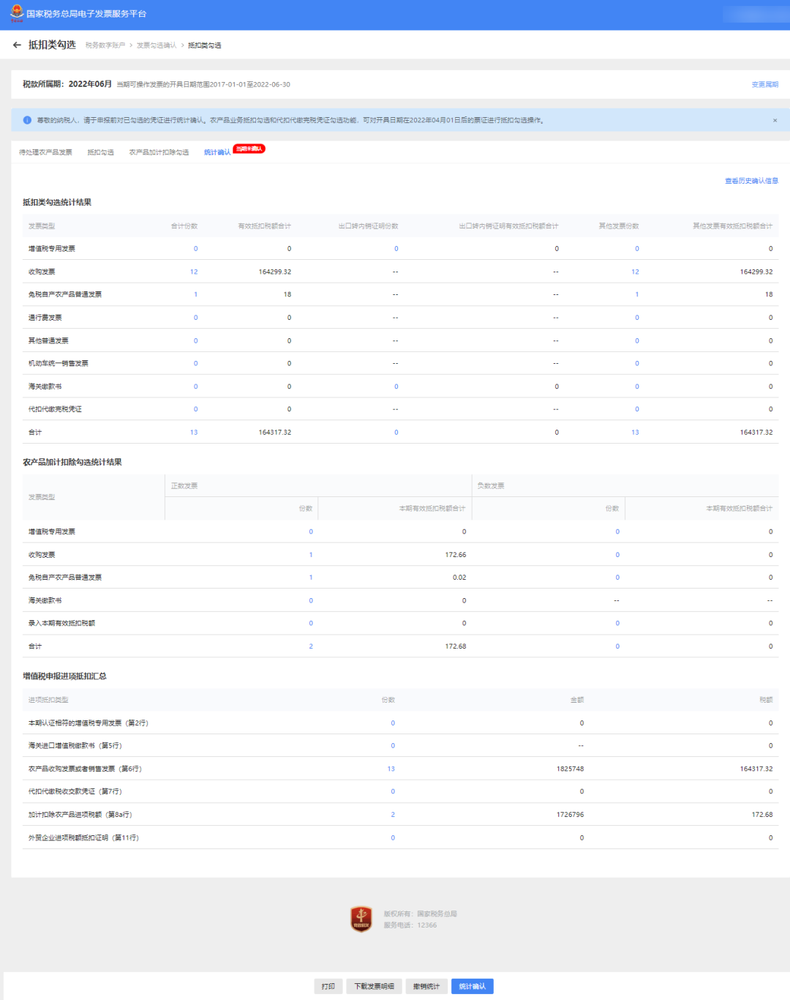 国家税务总局电子发票服务平台
← 抵扣类勾选 税务数字账户 > 发票勾选确认 > 抵扣类勾选
税款所属期：2022年06月 当期可操作发票的开具日期范围2017-01-01至2022-06-30 变更属期
尊敬的纳税人，请于申报前对已勾选的凭证进行统计确认。农产品业务抵扣勾选和代扣代缴完税凭证勾选功能，可对开具日期在2022年04月01日后的票证进行抵扣勾选操作。 ×
待处理农产品发票 抵扣勾选 农产品加计扣除勾选 统计确认 当期未确认
查看历史确认信息
抵扣类勾选统计结果
发票类型 合计份数 有效抵扣税额合计 出口转内销证明份数 出口转内销证明有效抵扣税额合计 其他发票份数 其他发票有效抵扣税额合计
增值税专用发票 0 0 0 0 0 0
收购发票 12 164299.32 -- -- 12 164299.32
免税自产农产品普通发票 1 18 -- -- 1 18
通行费发票 0 0 -- -- 0 0
其他普通发票 0 0 -- -- 0 0
机动车统一销售发票 0 0 -- -- 0 0
海关缴款书 0 0 0 0 0 0
代扣代缴完税凭证 0 0 -- -- 0 0
合计 13 164317.32 0 0 13 164317.32
农产品加计扣除勾选统计结果
发票类型 正数发票 负数发票
份数 本期有效抵扣税额合计 份数 本期有效抵扣税额合计
增值税专用发票 0 0 0 0
收购发票 1 172.66 0 0
免税自产农产品普通发票 1 0.02 0 0
海关缴款书 0 0 -- --
录入本期有效抵扣税额 0 0 0 0
合计 2 172.68 0 0
增值税申报进项抵扣汇总
进项抵扣类型 份数 金额 税额
本期认证相符的增值税专用发票（第2行） 0 0 0
海关进口增值税缴款书（第5行） 0 -- 0
农产品收购发票或者销售发票（第6行） 13 1825748 164317.32
代扣代缴税收交款凭证（第7行） 0 0 0
加计扣除农产品进项税额（第8a行） 2 1726796 172.68
外贸企业进项税额抵扣证明（第11行） 0 0 0
版权所有：国家税务总局
服务电话：12366
打印 下载发票明细 撤销统计 统计确认